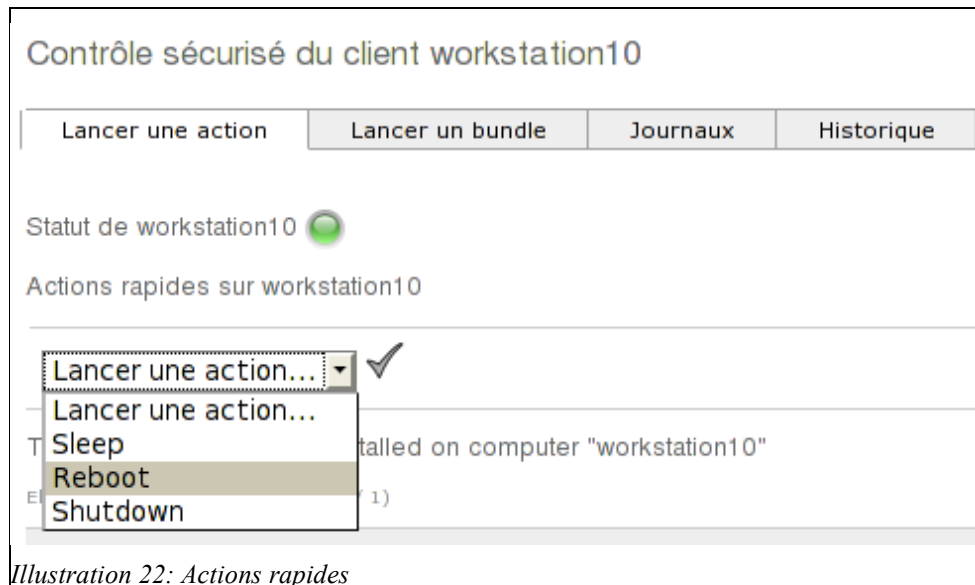 Contrôle sécurisé du client workstation10
Lancer une action Lancer un bundle Journaux Historique
Statut de workstation10
Actions rapides sur workstation10
Lancer une action...
Lancer une action...
Sleep
talled on computer "workstation10"
Reboot
1)
Shutdown
Illustration 22: Actions rapides